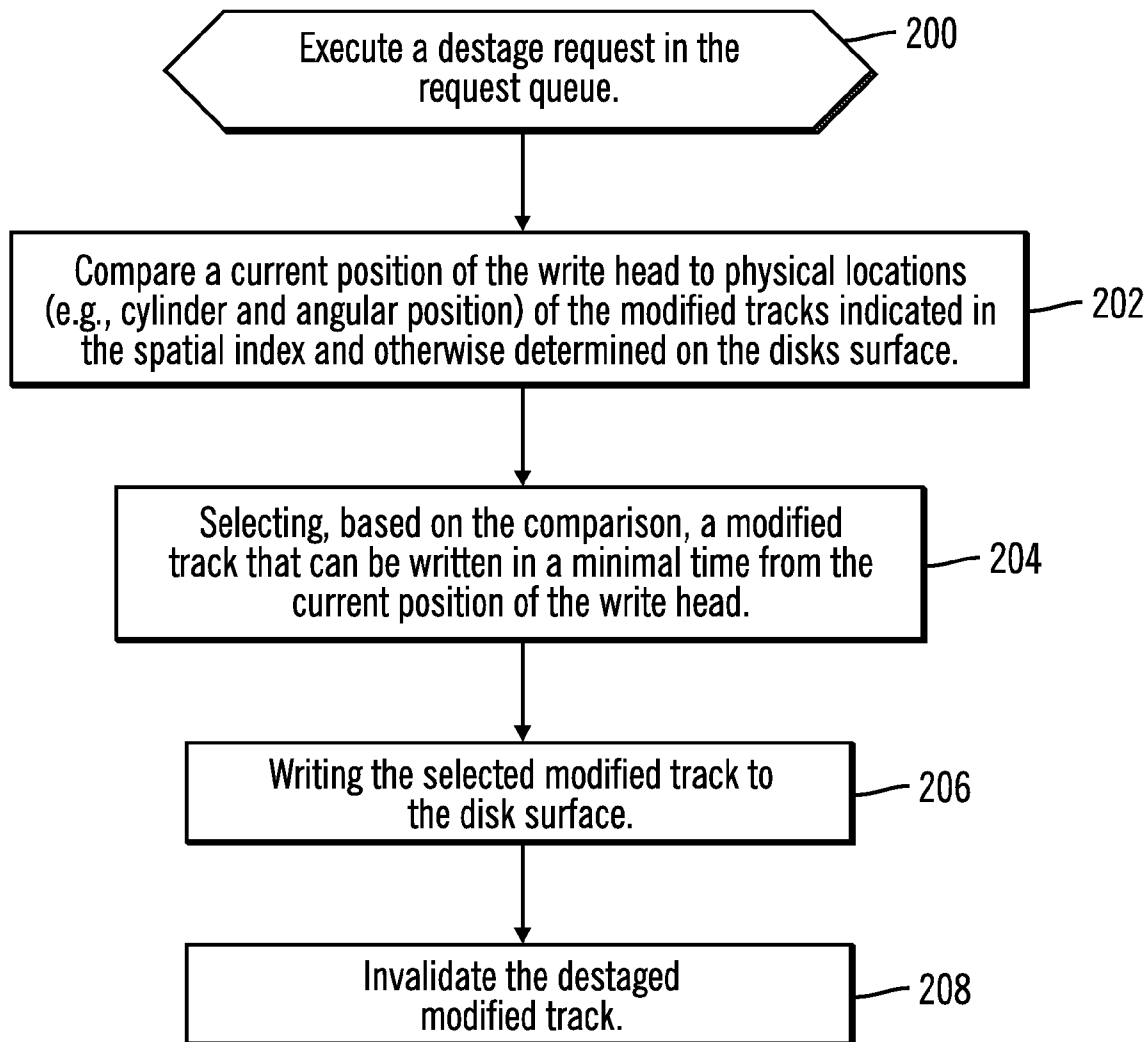 Execute a destage request in the
request queue.
200
Compare a current position of the write head to physical locations
(e.g., cylinder and angular position) of the modified tracks indicated in
the spatial index and otherwise determined on the disks surface.
202
Selecting, based on the comparison, a modified
track that can be written in a minimal time from the
current position of the write head.
204
Writing the selected modified track to
the disk surface.
206
Invalidate the destaged
modified track.
208